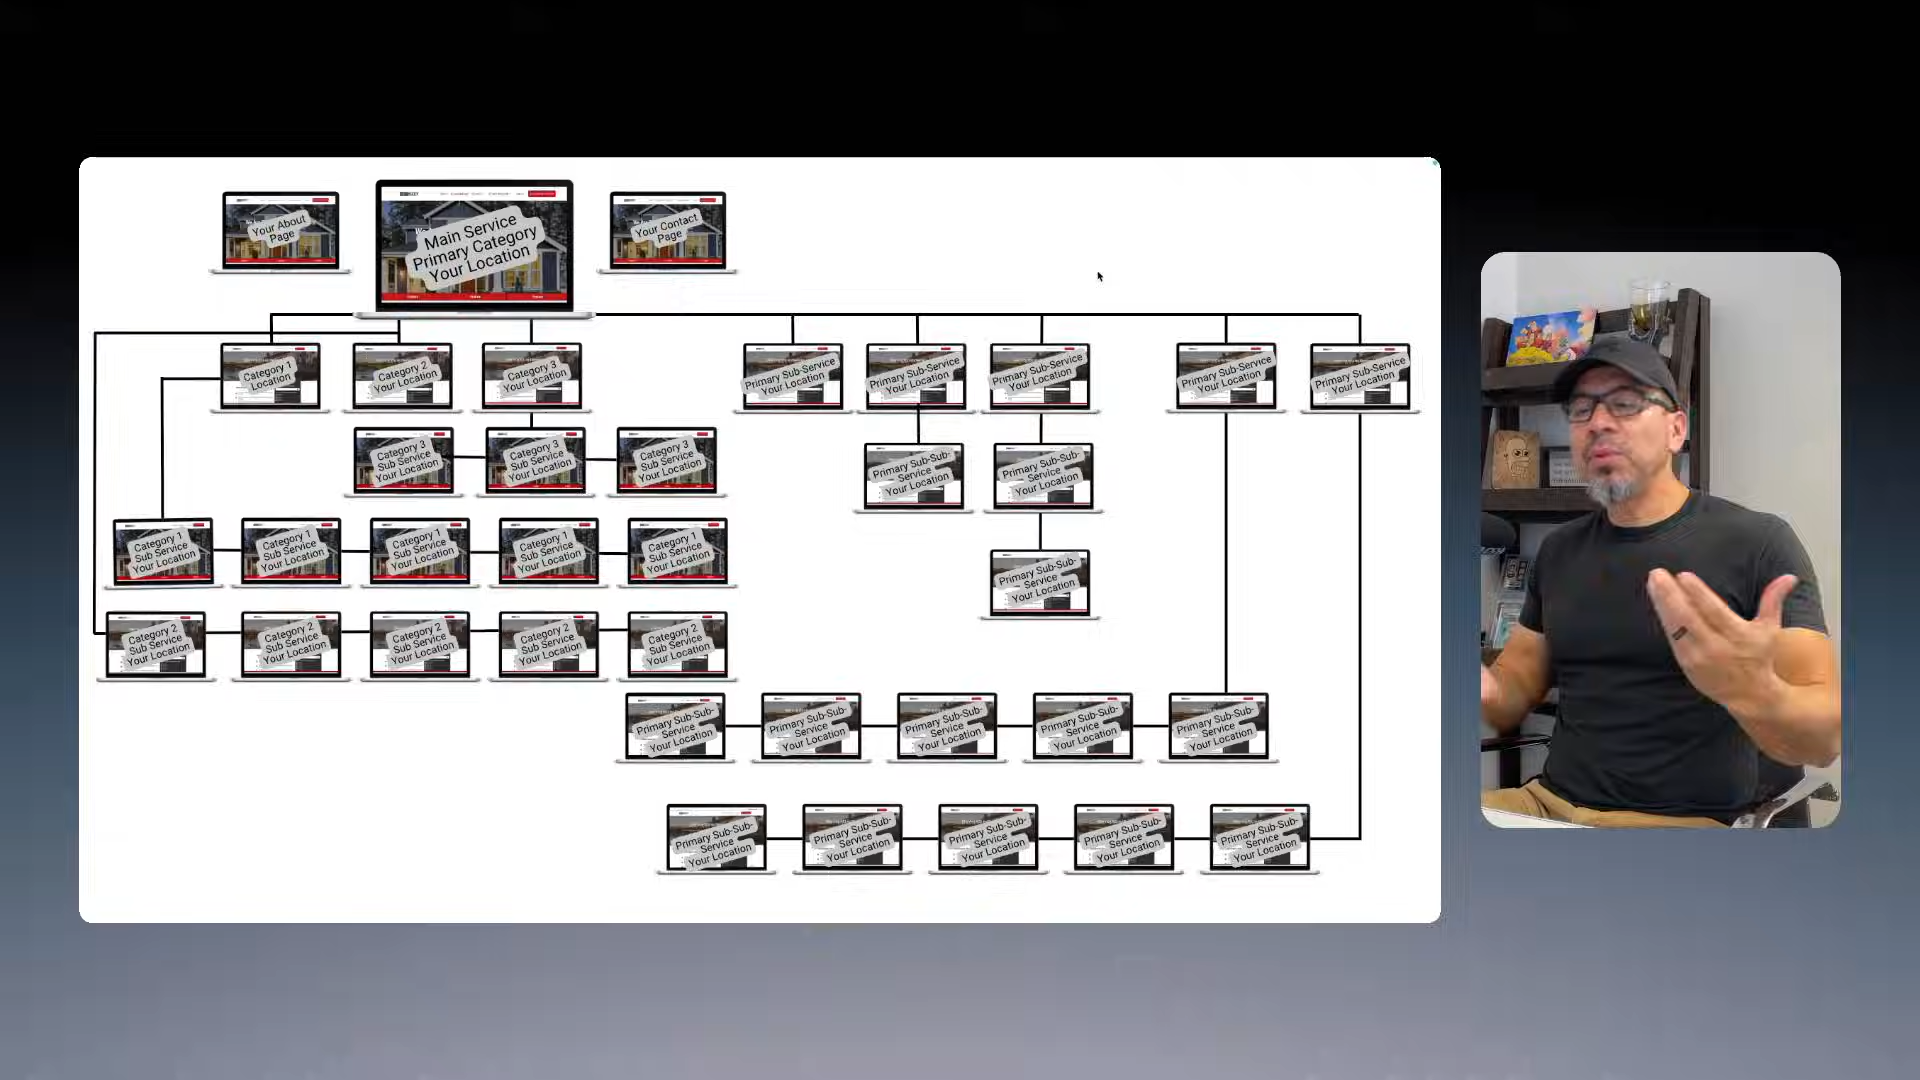 Your About
Page
Main Service
Primary Category
Your Location
Your Contact
Page
Category 1
Location
Category 2
Your Location
Category 3
Your Location
Primary Sub-Service
Your Location
Primary Sub-Service
Your Location
Primary Sub-Service
Your Location
Primary Sub-Service
Your Location
Primary Sub-Service
Your Location
Category 3
Sub Service
Your Location
Category 3
Sub Service
Your Location
Category 3
Sub Service
Your Location
Primary Sub-Sub-
Service
Your Location
Primary Sub-Sub-
Service
Your Location
Category 1
Sub Service
Your Location
Category 1
Sub Service
Your Location
Category 1
Sub Service
Your Location
Category 1
Sub Service
Your Location
Category 1
Sub Service
Your Location
Primary Sub-Sub-
Service
Your Location
Category 2
Sub Service
Your Location
Category 2
Sub Service
Your Location
Category 2
Sub Service
Your Location
Category 2
Sub Service
Your Location
Category 2
Sub Service
Your Location
Primary Sub-Sub-
Service
Your Location
Primary Sub-Sub-
Service
Your Location
Primary Sub-Sub-
Service
Your Location
Primary Sub-Sub-
Service
Your Location
Primary Sub-Sub-
Service
Your Location
Primary Sub-Sub-
Service
Your Location
Primary Sub-Sub-
Service
Your Location
Primary Sub-Sub-
Service
Your Location
Primary Sub-Sub-
Service
Your Location
Primary Sub-Sub-
Service
Your Location